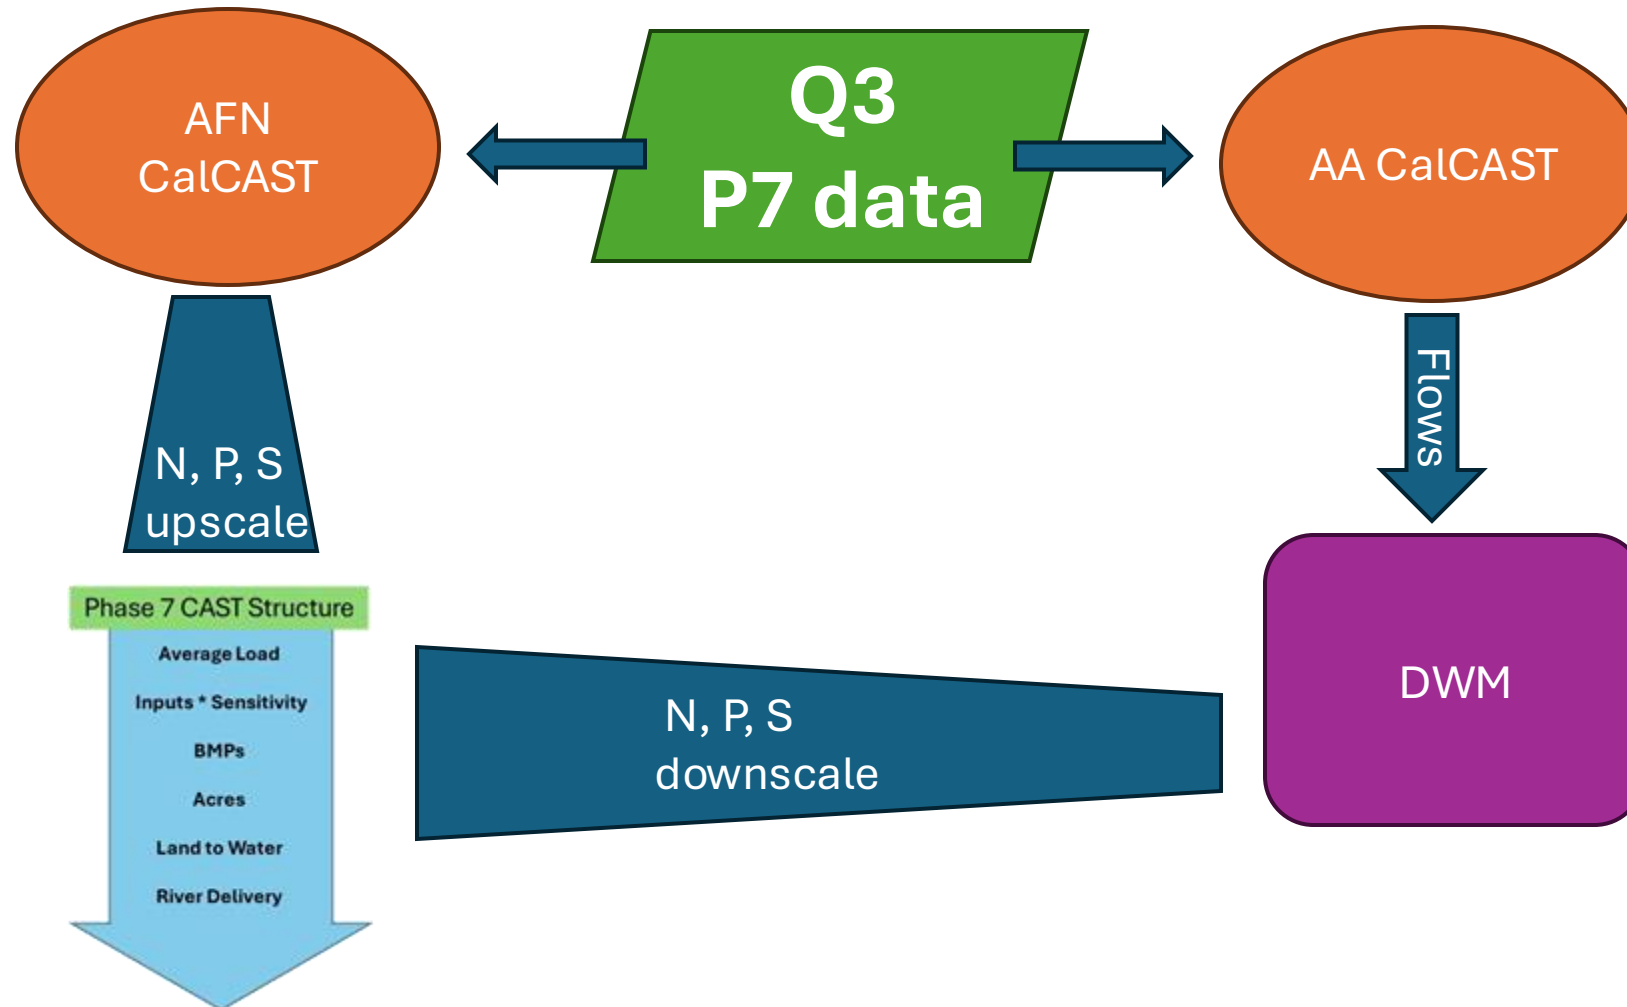 AFN
CalCAST
Q3
P7 data
AA CalCAST
Flows
N, P, S
upscale
Phase 7 CAST Structure
Average Load
Inputs * Sensitivity
BMPs
Acres
Land to Water
River Delivery
N, P, S
downscale
DWM